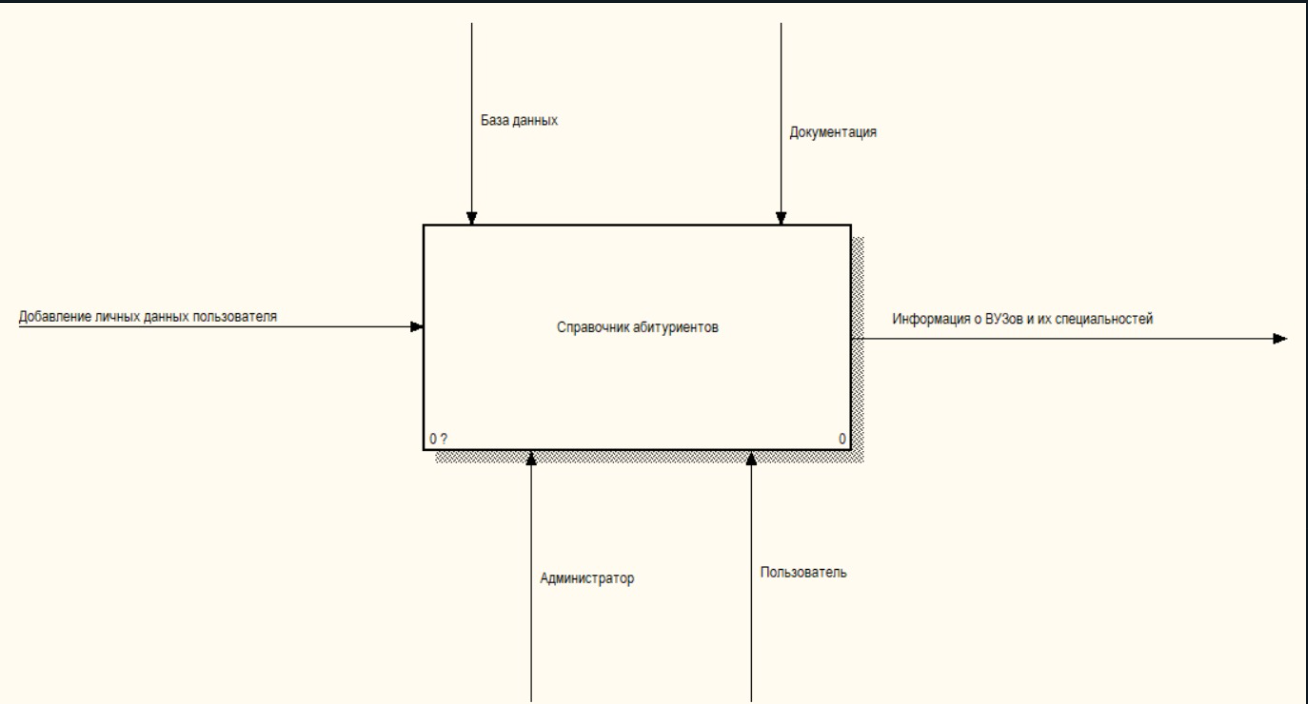 База данных
Документация
Добавление личных данных пользователя
Справочник абитуриентов
Информация о ВУЗов и их специальностей
0 ?
0
Администратор
Пользователь